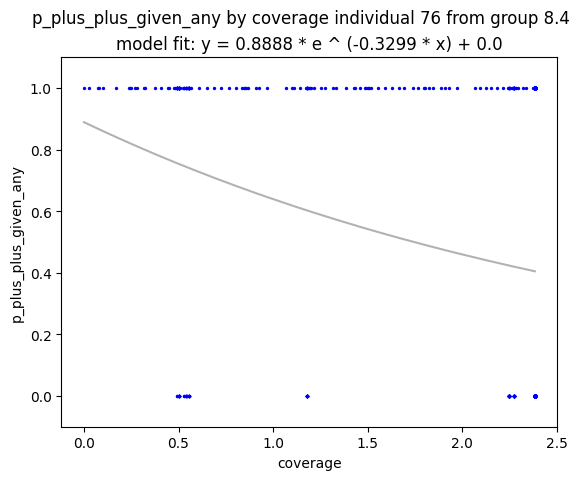 p_plus_plus_given_any by coverage individual 76 from group 8.4
model fit: y = 0.8888 * e ^ (-0.3299 * x) + 0.0
1.0
0.8
0.6
0.4
0.2
0.0
p_plus_plus_given_any
0.0 0.5 1.0 1.5 2.0 2.5
coverage